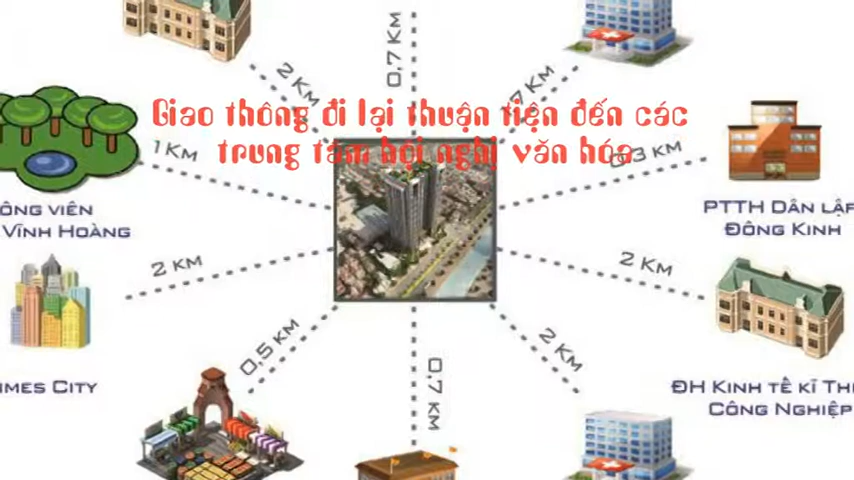 0,7 KM
2 KM
7 KM
Giao thông đi lại thuận tiện đến các
trung tâm hội nghị văn hóa
1 KM
0,3 KM
ÔNG VIÊN
VĨNH HOÀNG
PTTH DÂN LẬP
ĐÔNG KINH
2 KM
2 KM
0,5 KM
0,7 KM
2 KM
IMES CITY
ĐH KINH TẾ KĨ TH
CÔNG NGHIỆP